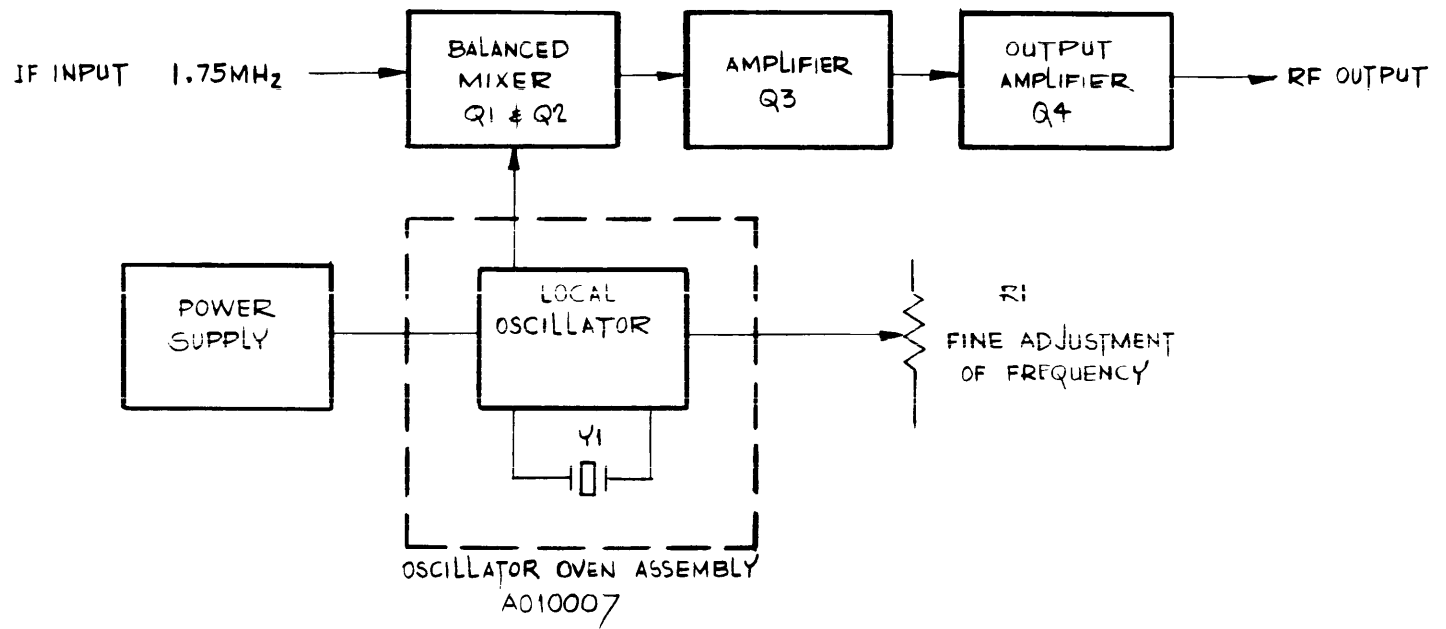 IF INPUT 1.75MHz
BALANCED
MIXER
Q1 & Q2
AMPLIFIER
Q3
OUTPUT
AMPLIFIER
Q4
RF OUTPUT
POWER
SUPPLY
LOCAL
OSCILLATOR
R1
FINE ADJUSTMENT
OF FREQUENCY
Y1
OSCILLATOR OVEN ASSEMBLY
A010007